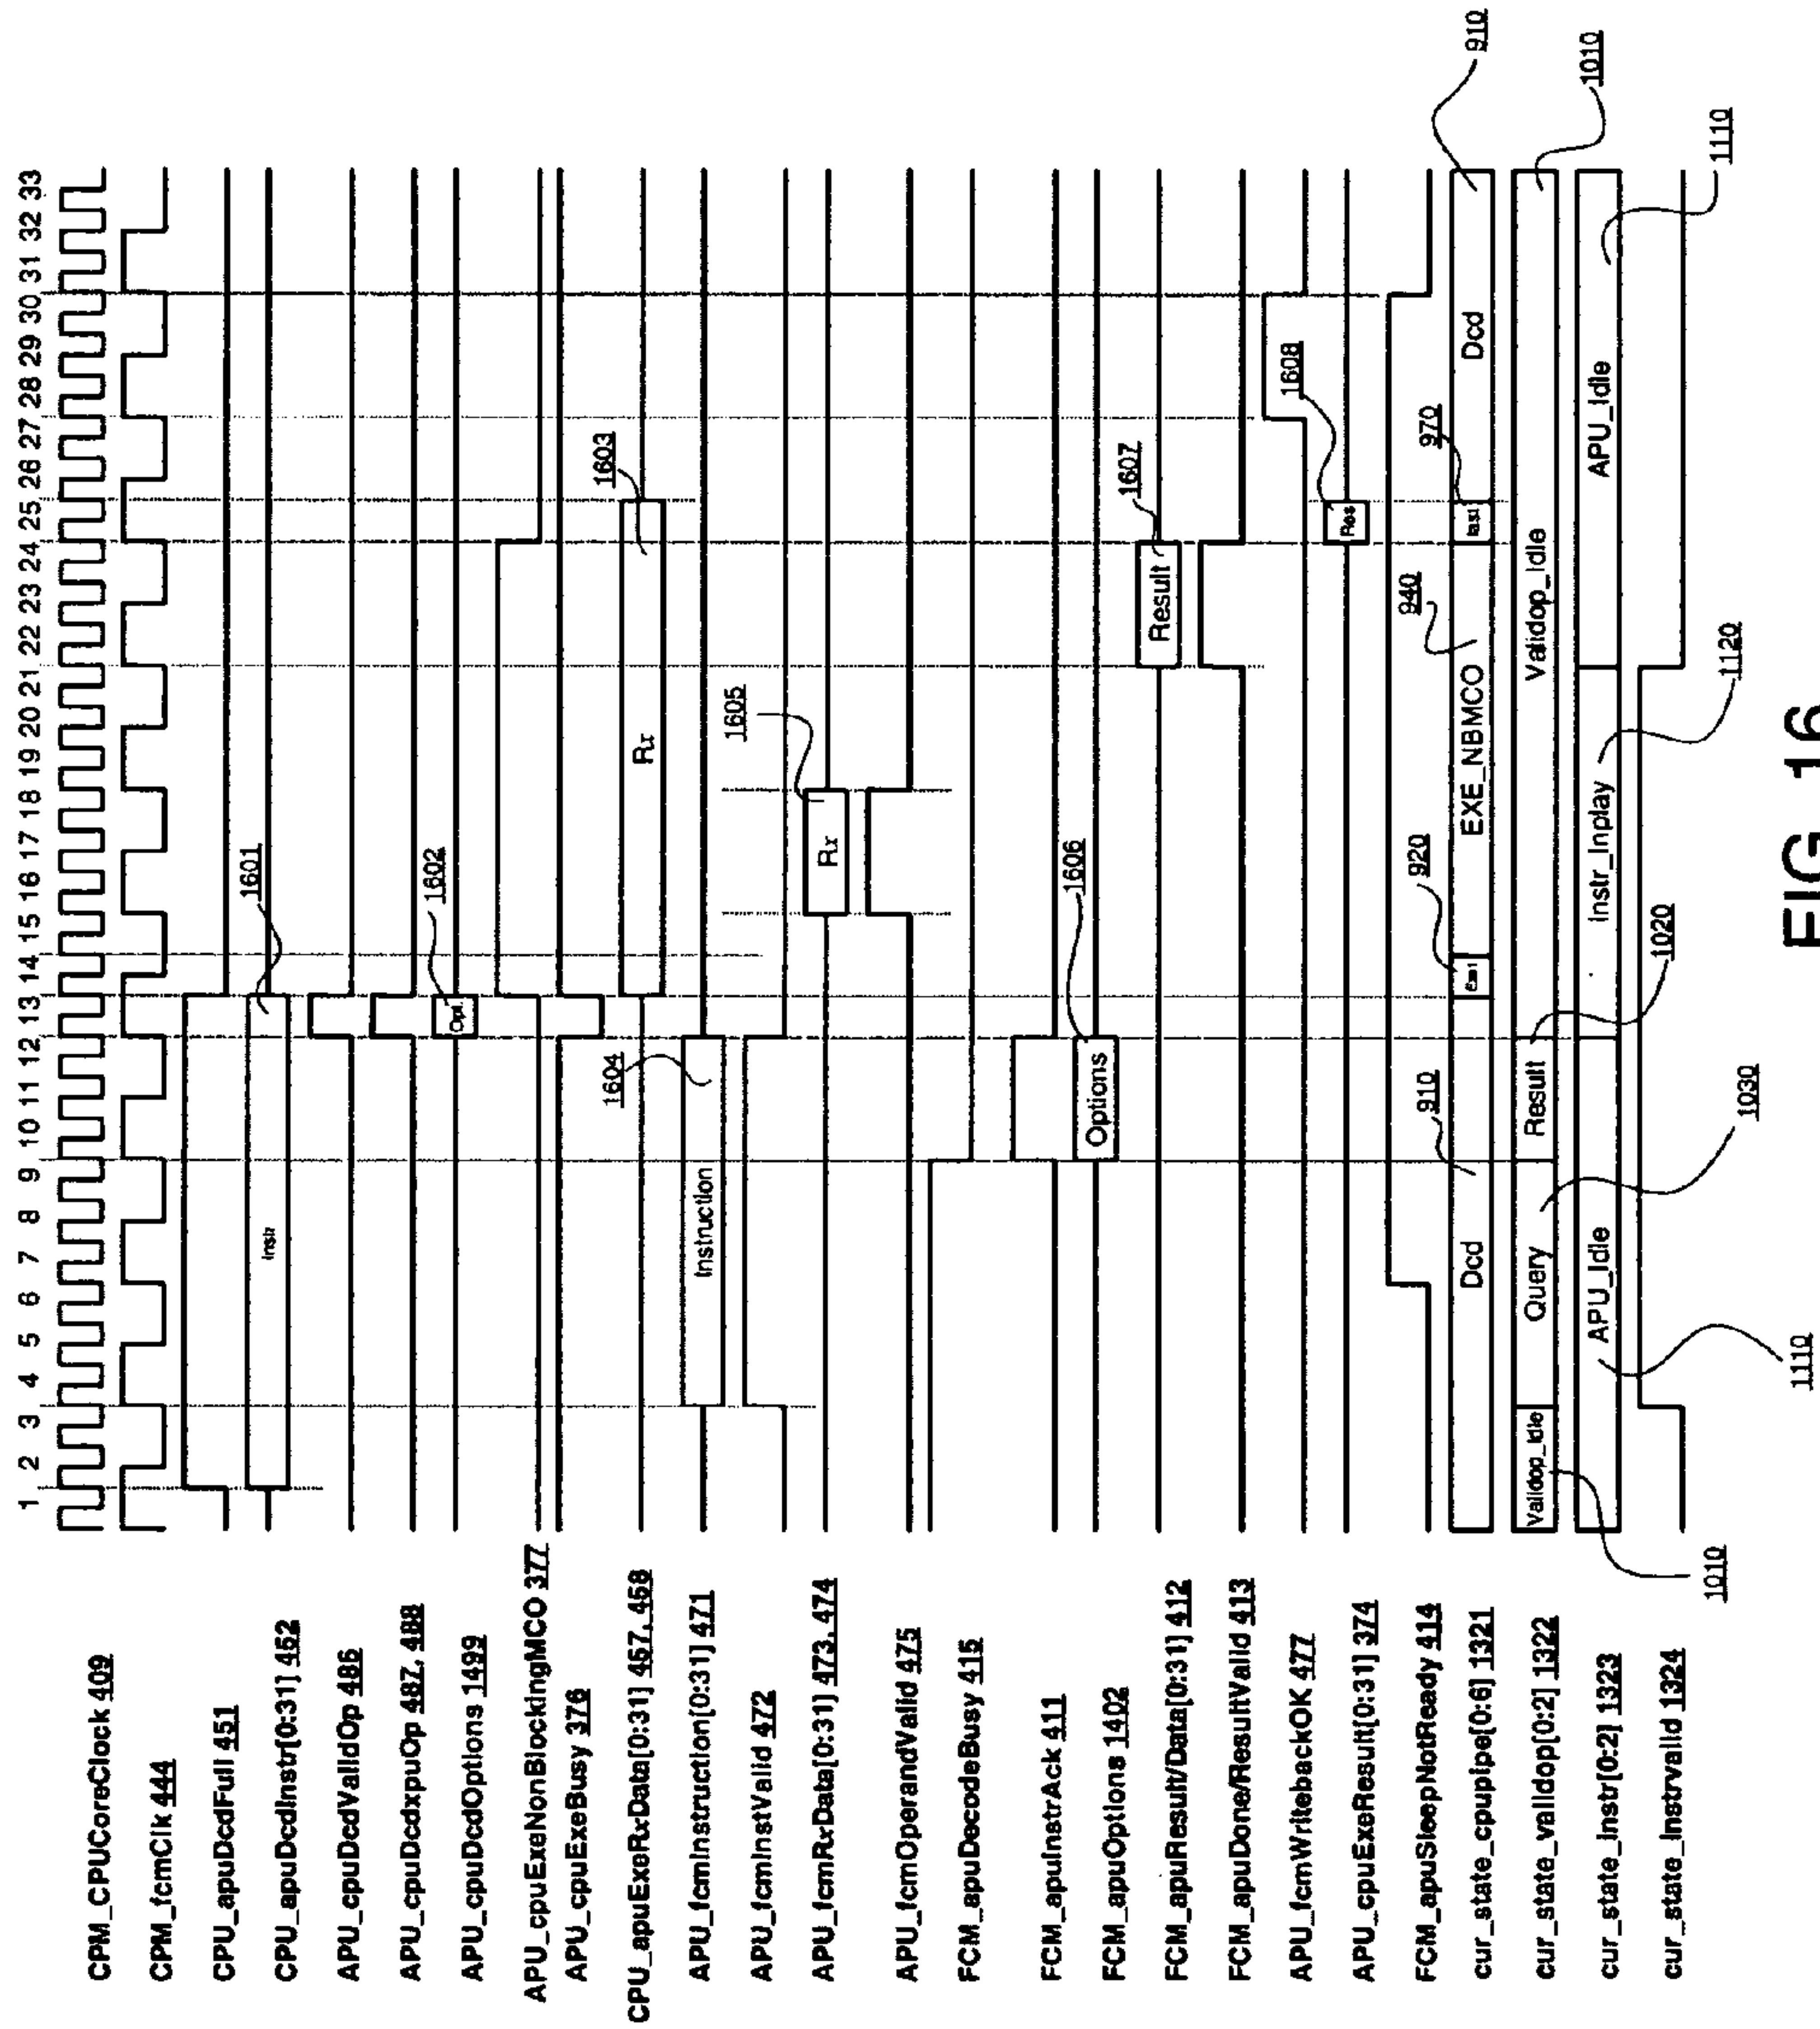 1 2 3 4 5 6 7 8 9 10 11 12 13 14 15 16 17 18 19 20 21 22 23 24 25 26 27 28 29 30 31 32 33
CPM_CPUCoreClock 409
CPM_fcmClk 444
CPU_apuDcdFull 451
CPU_apuDcdInstr[0:31] 452
Instr
1601
APU_cpuDcdValidOp 486
APU_cpuDcdxpuOp 487, 488
APU_cpuDcdOptions 1499
Opt.
1602
APU_cpuExeNonBlockingMCO 377
APU_cpuExeBusy 376
CPU_apuExeRxData[0:31] 457, 458
Rx
1603
APU_fcmInstruction[0:31] 471
Instruction
1604
APU_fcmInstValid 472
APU_fcmRxData[0:31] 473, 474
Rx
1605
APU_fcmOperandValid 475
FCM_apuDecodeBusy 415
FCM_apuInstrAck 411
FCM_apuOptions 1402
Options
1606
FCM_apuResult/Data[0:31] 412
Result
1607
FCM_apuDone/ResultValid 413
APU_fcmWritebackOK 477
APU_cpuExeResult[0:31] 374
Res
1608
FCM_apuSleepNotReady 414
cur_state_cpupipe[0:6] 1321
Dcd
910
Exe1
920
EXE_NBMCO
940
last
970
Dcd
910
cur_state_validop[0:2] 1322
Validop_Idle
1010
Query
1030
Result
1020
Validop_Idle
1010
cur_state_Instr[0:2] 1323
APU_Idle
1110
Instr_Inplay
1120
APU_Idle
1110
cur_state_Instrvalid 1324
FIG. 16